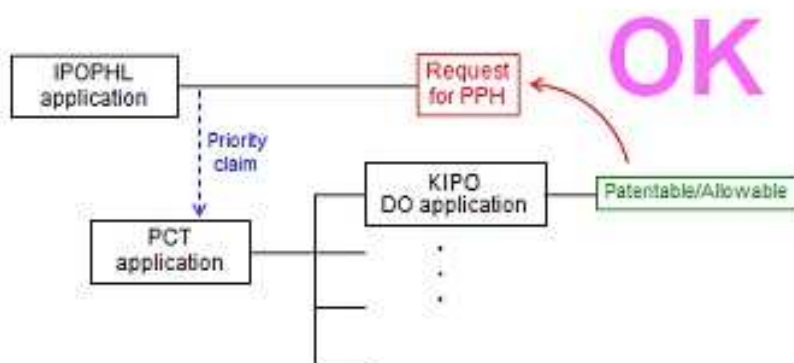 OK
IPOPHL
application
Request
for PPH
Priority
claim
KIPO
DO application
Patentable/Allowable
PCT
application